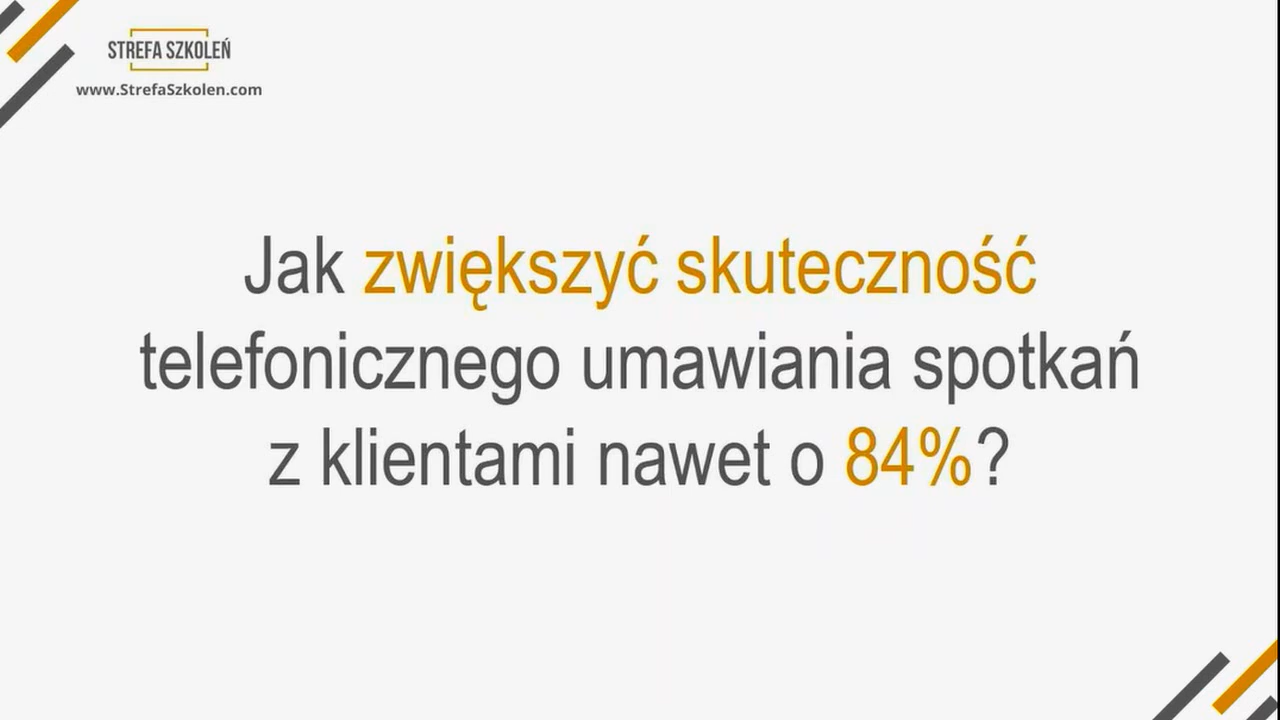 STREFA SZKOLEŃ
www.StrefaSzkolen.com
Jak zwiększyć skuteczność
telefonicznego umawiania spotkań
z klientami nawet o 84%?